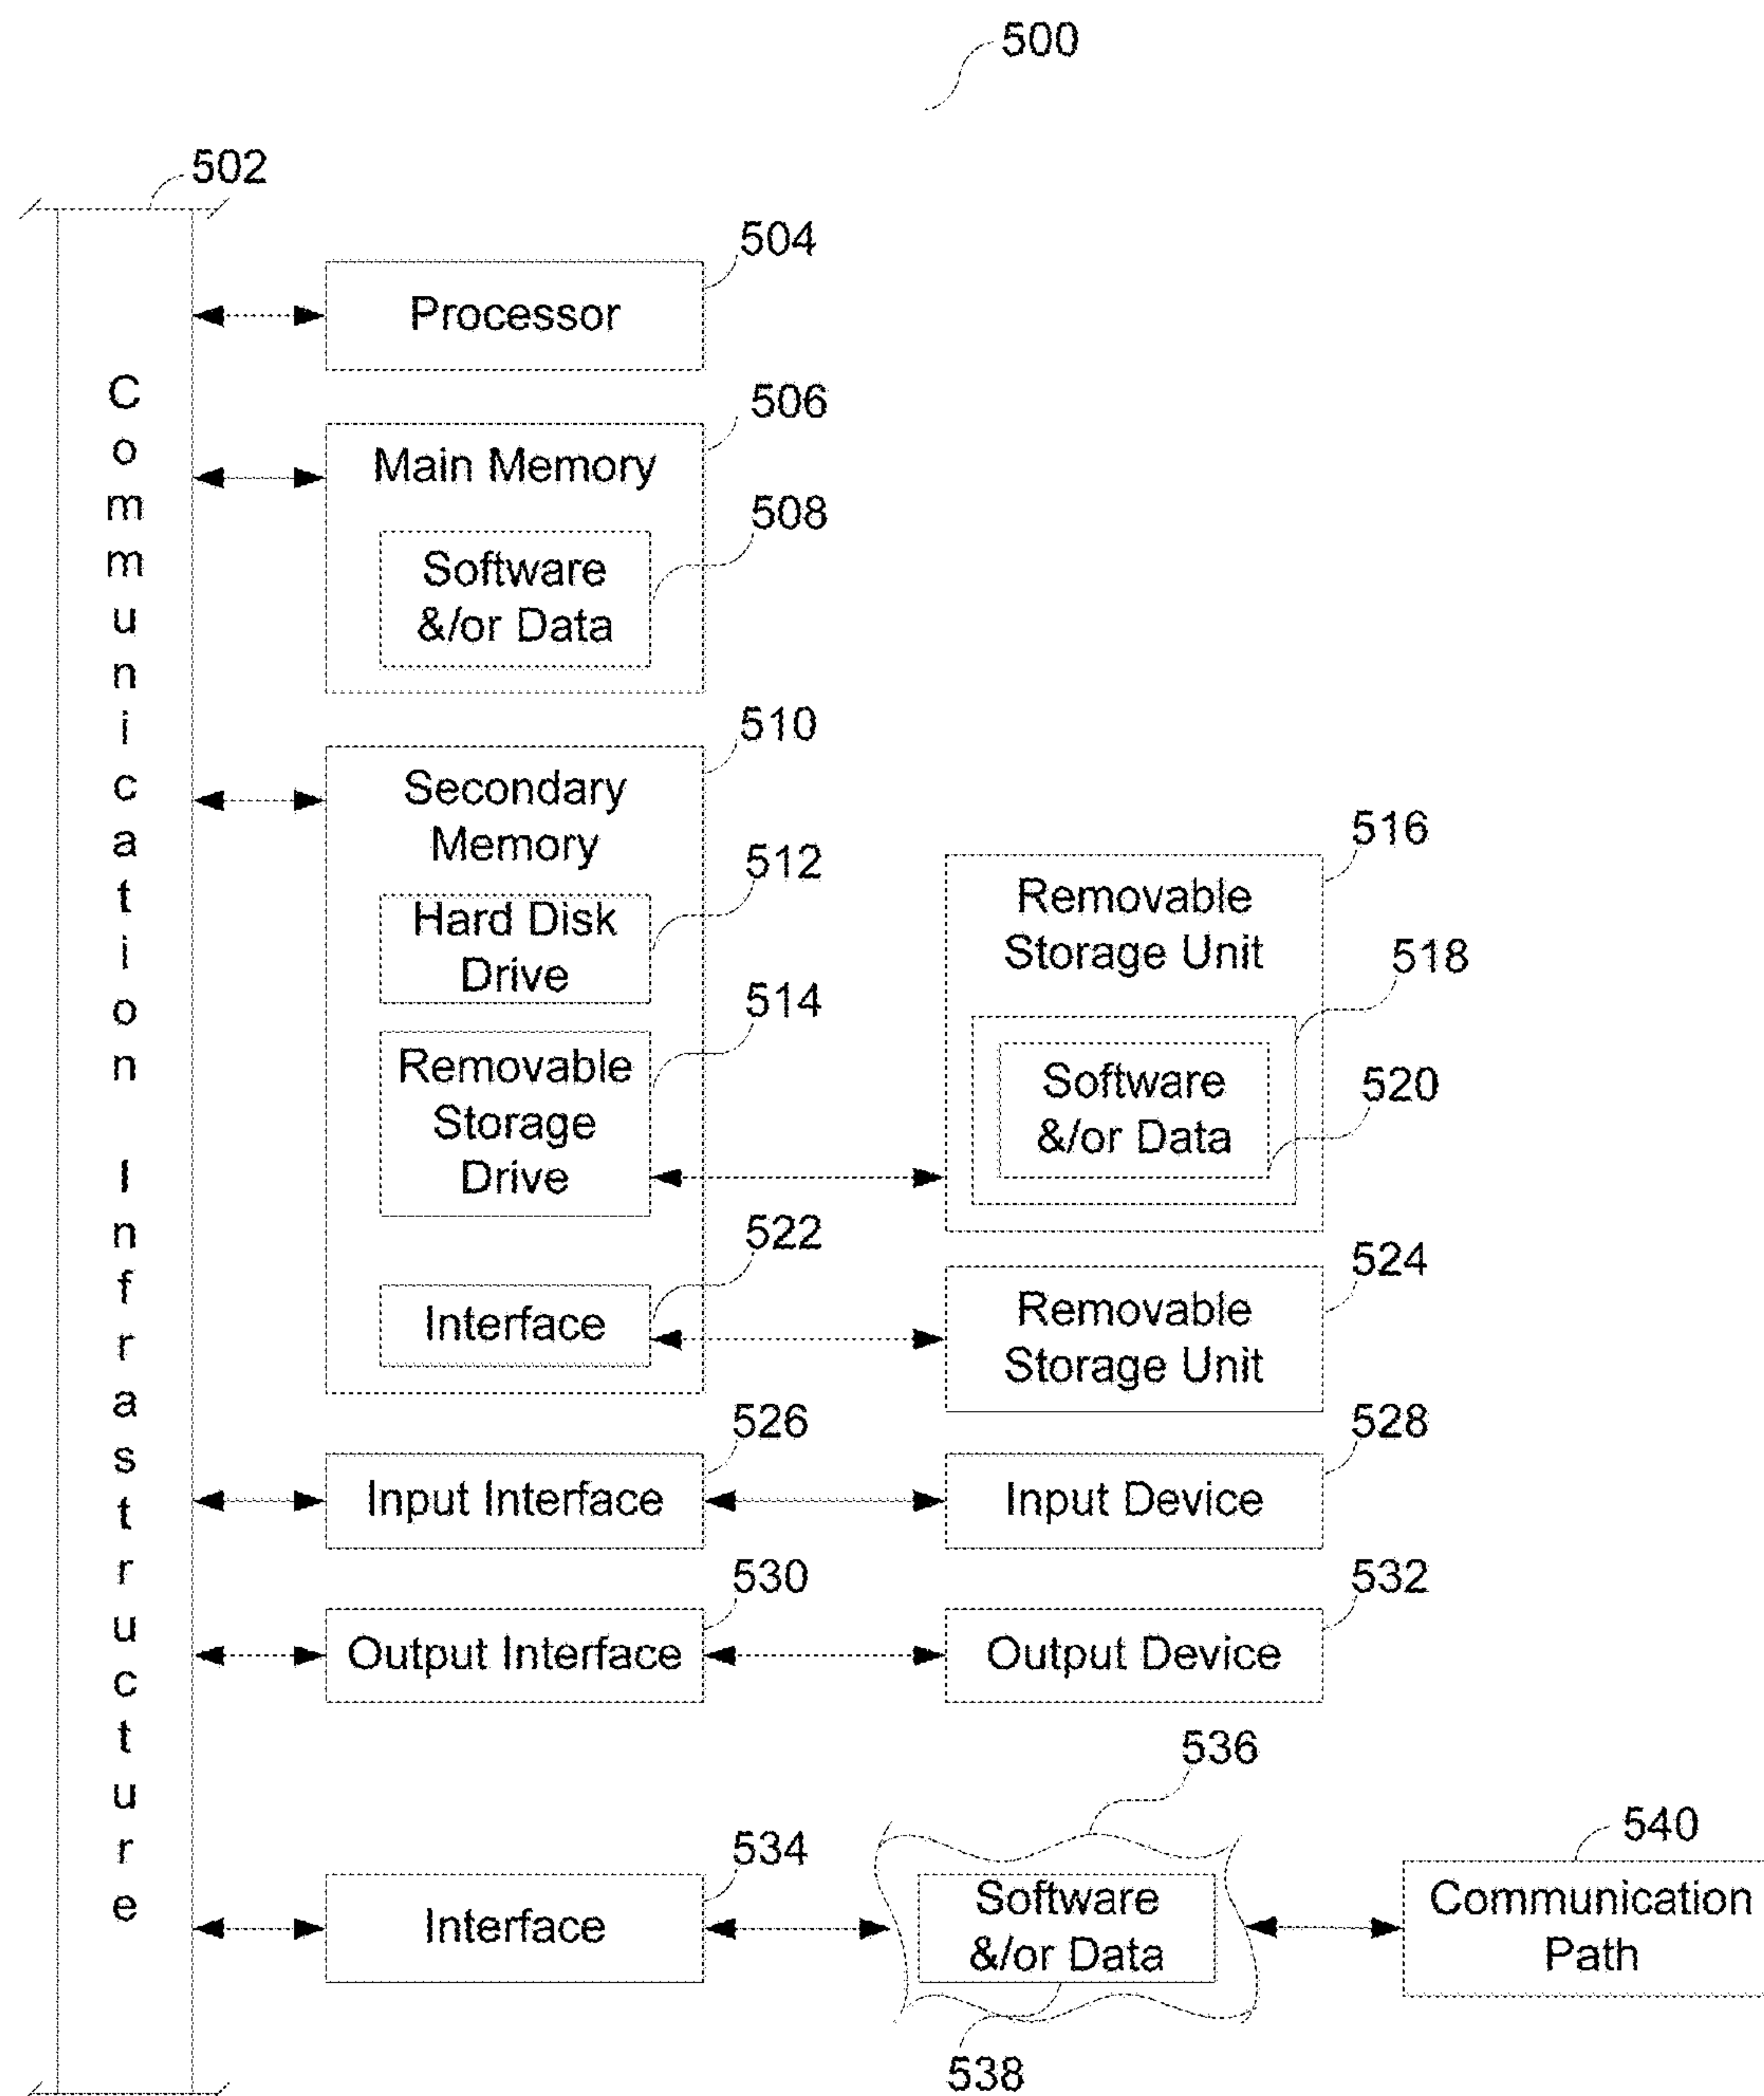 500
502
504
Processor
506
Main Memory
508
Software
&/or Data
510
Secondary
Memory
512
Hard Disk
Drive
514
Removable
Storage
Drive
516
Removable
Storage Unit
518
Software
&/or Data
520
522
Interface
524
Removable
Storage Unit
526
Input Interface
528
Input Device
530
Output Interface
532
Output Device
534
Interface
536
Software
&/or Data
538
540
Communication
Path
Communication Infrastructure